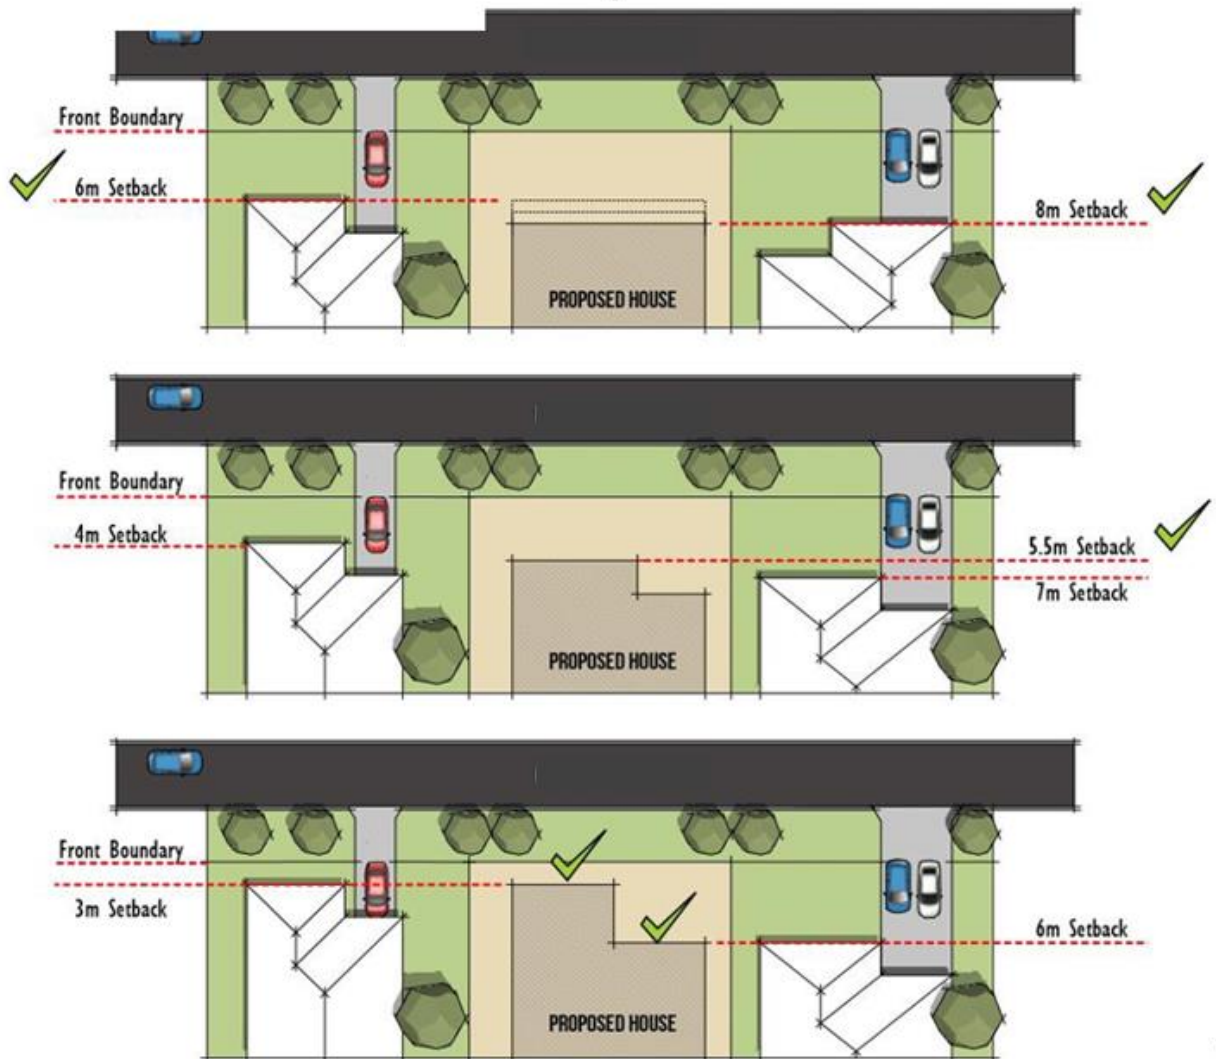 Front Boundary
6m Setback
8m Setback
PROPOSED HOUSE
Front Boundary
4m Setback
5.5m Setback
7m Setback
PROPOSED HOUSE
Front Boundary
3m Setback
6m Setback
PROPOSED HOUSE